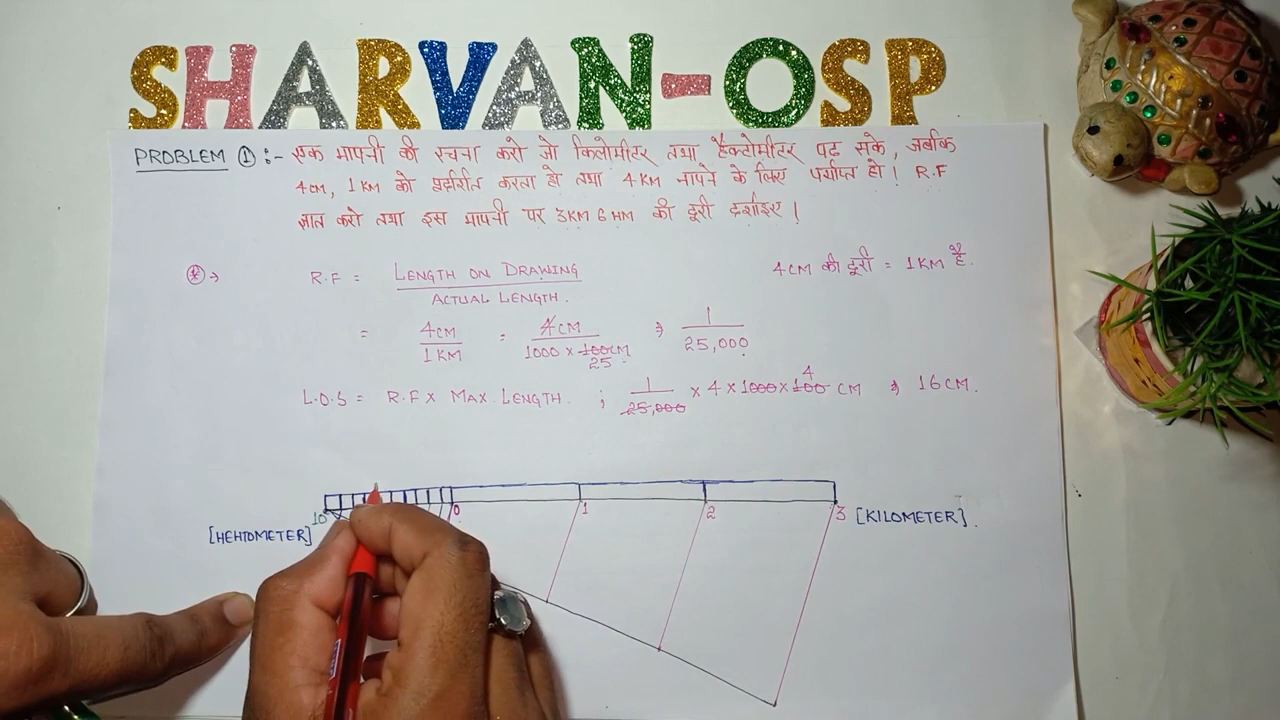 SHARVAN-OSP
PROBLEM ① :- एक मापनी की रचना करो जो किलोमीटर तथा हैक्टोमीटर पढ़ सके, जबकि
4cm, 1KM को प्रदर्शित करता हो तथा 4KM नापने के लिए पर्याप्त हो! R.F
ज्ञात करो तथा इस मापनी पर 3KM 6HM की दूरी दर्शाइए!
R.F = LENGTH ON DRAWING / ACTUAL LENGTH.
4CM की दूरी = 1KM है.
= 4CM / 1KM = 4CM / 1000 × 100CM 25 ⇒ 1 / 25,000
L.O.S = R.F × MAX. LENGTH ; 1 / 25,000 × 4 × 1000 × 100 4 CM ⇒ 16CM.
10 0 1 2 3 [KILOMETER].
[HEHTOMETER]